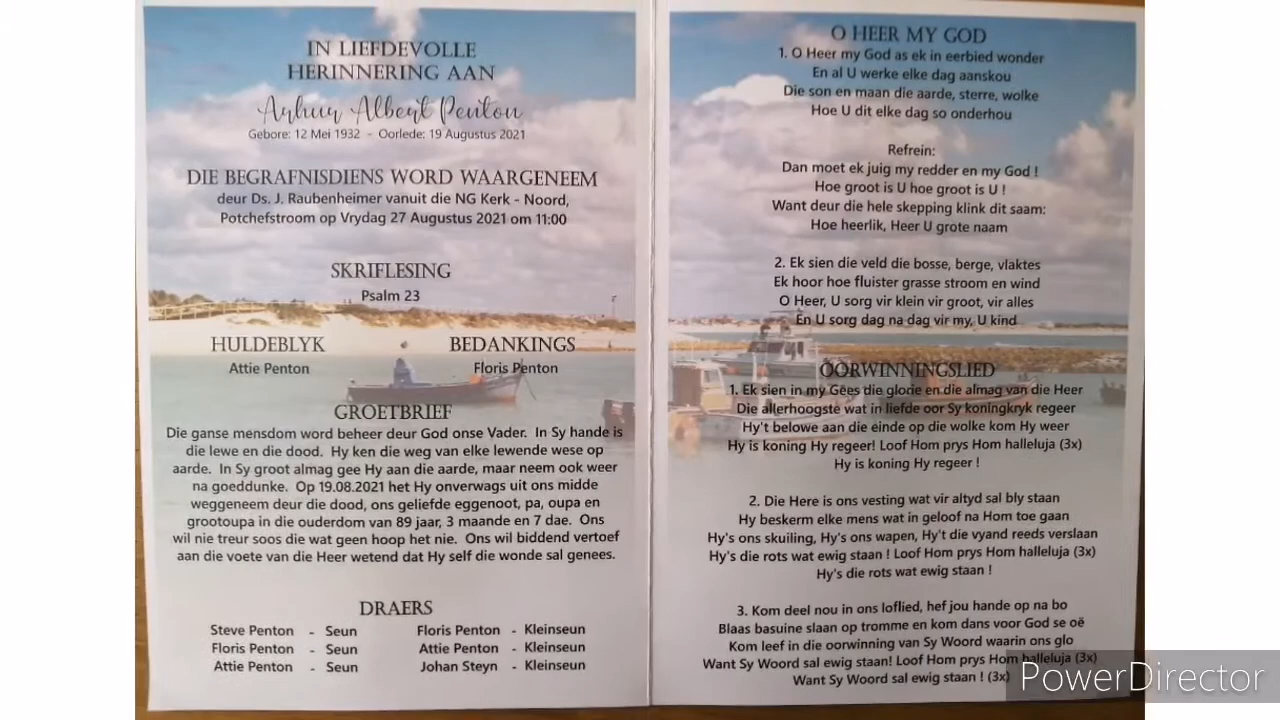 IN LIEFDEVOLLE
HERINNERING AAN
Arhur Albert Penton
Gebore: 12 Mei 1932 - Oorlede: 19 Augustus 2021
DIE BEGRAFNISDIENS WORD WAARGENEEM
deur Ds. J. Raubenheimer vanuit die NG Kerk - Noord,
Potchefstroom op Vrydag 27 Augustus 2021 om 11:00
SKRIFLESING
Psalm 23
HULDEBLYK
Attie Penton
BEDANKINGS
Floris Penton
GROETBRIEF
Die ganse mensdom word beheer deur God onse Vader. In Sy hande is
die lewe en die dood. Hy ken die weg van elke lewende wese op
aarde. In Sy groot almag gee Hy aan die aarde, maar neem ook weer
na goeddunke. Op 19.08.2021 het Hy onverwags uit ons midde
weggeneem deur die dood, ons geliefde eggenoot, pa, oupa en
grootoupa in die ouderdom van 89 jaar, 3 maande en 7 dae. Ons
wil nie treur soos die wat geen hoop het nie. Ons wil biddend vertoef
aan die voete van die Heer wetend dat Hy self die wonde sal genees.
DRAERS
Steve Penton - Seun
Floris Penton - Seun
Attie Penton - Seun
Floris Penton - Kleinseun
Attie Penton - Kleinseun
Johan Steyn - Kleinseun
O HEER MY GOD
1. O Heer my God as ek in eerbied wonder
En al U werke elke dag aanskou
Die son en maan die aarde, sterre, wolke
Hoe U dit elke dag so onderhou
Refrein:
Dan moet ek juig my redder en my God !
Hoe groot is U hoe groot is U !
Want deur die hele skepping klink dit saam:
Hoe heerlik, Heer U grote naam
2. Ek sien die veld die bosse, berge, vlaktes
Ek hoor hoe fluister grasse stroom en wind
O Heer, U sorg vir klein vir groot, vir alles
En U sorg dag na dag vir my, U kind
OORWINNINGSLIED
1. Ek sien in my Gees die glorie en die almag van die Heer
Die allerhoogste wat in liefde oor Sy koningkryk regeer
Hy't belowe aan die einde op die wolke kom Hy weer
Hy is koning Hy regeer! Loof Hom prys Hom halleluja (3x)
Hy is koning Hy regeer !
2. Die Here is ons vesting wat vir altyd sal bly staan
Hy beskerm elke mens wat in geloof na Hom toe gaan
Hy's ons skuiling, Hy's ons wapen, Hy't die vyand reeds verslaan
Hy's die rots wat ewig staan ! Loof Hom prys Hom halleluja (3x)
Hy's die rots wat ewig staan !
3. Kom deel nou in ons loflied, hef jou hande op na bo
Blaas basuine slaan op tromme en kom dans voor God se oë
Kom leef in die oorwinning van Sy Woord waarin ons glo
Want Sy Woord sal ewig staan! Loof Hom prys Hom halleluja (3x)
Want Sy Woord sal ewig staan ! (3x)
PowerDirector